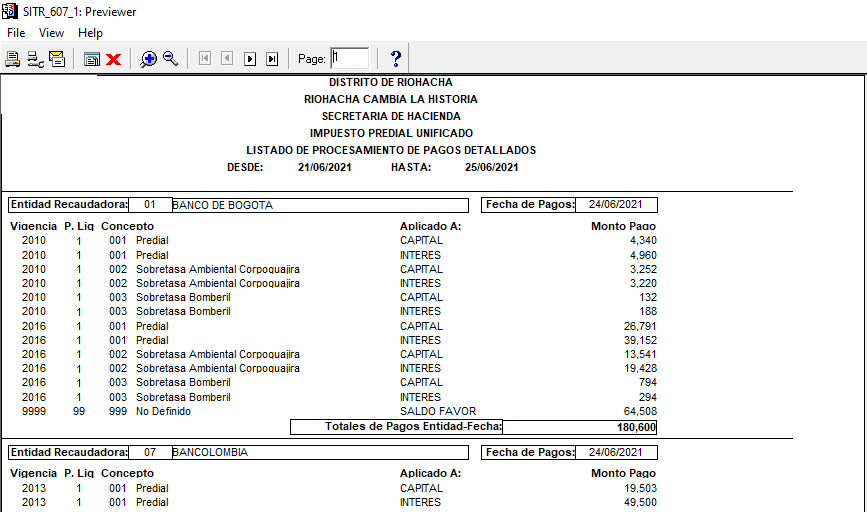 SITR_607_1: Previewer
File View Help
Page: 1
DISTRITO DE RIOHACHA
RIOHACHA CAMBIA LA HISTORIA
SECRETARIA DE HACIENDA
IMPUESTO PREDIAL UNIFICADO
LISTADO DE PROCESAMIENTO DE PAGOS DETALLADOS
DESDE: 21/06/2021 HASTA: 25/06/2021
Entidad Recaudadora: 01 BANCO DE BOGOTA Fecha de Pagos: 24/06/2021
Vigencia P. Liq Concepto Aplicado A: Monto Pago
2010 1 001 Predial CAPITAL 4,340
2010 1 001 Predial INTERES 4,960
2010 1 002 Sobretasa Ambiental Corpoguajira CAPITAL 3,252
2010 1 002 Sobretasa Ambiental Corpoguajira INTERES 3,220
2010 1 003 Sobretasa Bomberil CAPITAL 132
2010 1 003 Sobretasa Bomberil INTERES 188
2016 1 001 Predial CAPITAL 26,791
2016 1 001 Predial INTERES 39,152
2016 1 002 Sobretasa Ambiental Corpoguajira CAPITAL 13,541
2016 1 002 Sobretasa Ambiental Corpoguajira INTERES 19,428
2016 1 003 Sobretasa Bomberil CAPITAL 794
2016 1 003 Sobretasa Bomberil INTERES 294
9999 99 999 No Definido SALDO FAVOR 64,508
Totales de Pagos Entidad-Fecha: 180,600
Entidad Recaudadora: 07 BANCOLOMBIA Fecha de Pagos: 24/06/2021
Vigencia P. Liq Concepto Aplicado A: Monto Pago
2013 1 001 Predial CAPITAL 19,503
2013 1 001 Predial INTERES 49,500